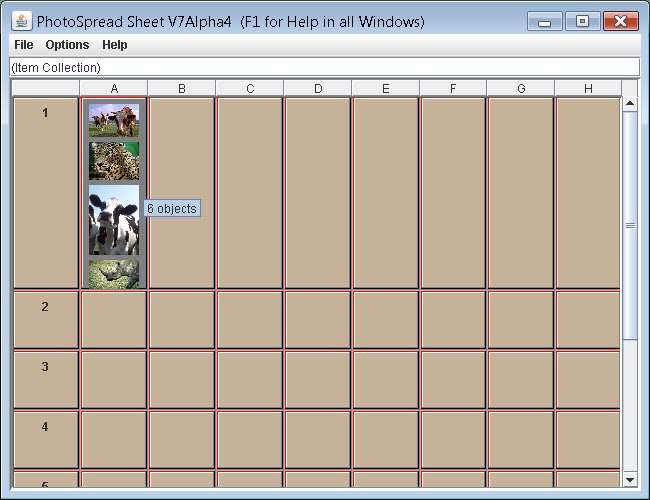 PhotoSpread Sheet V7Alpha4 (F1 for Help in all Windows)
File Options Help
(Item Collection)
A B C D E F G H
1
6 objects
2
3
4